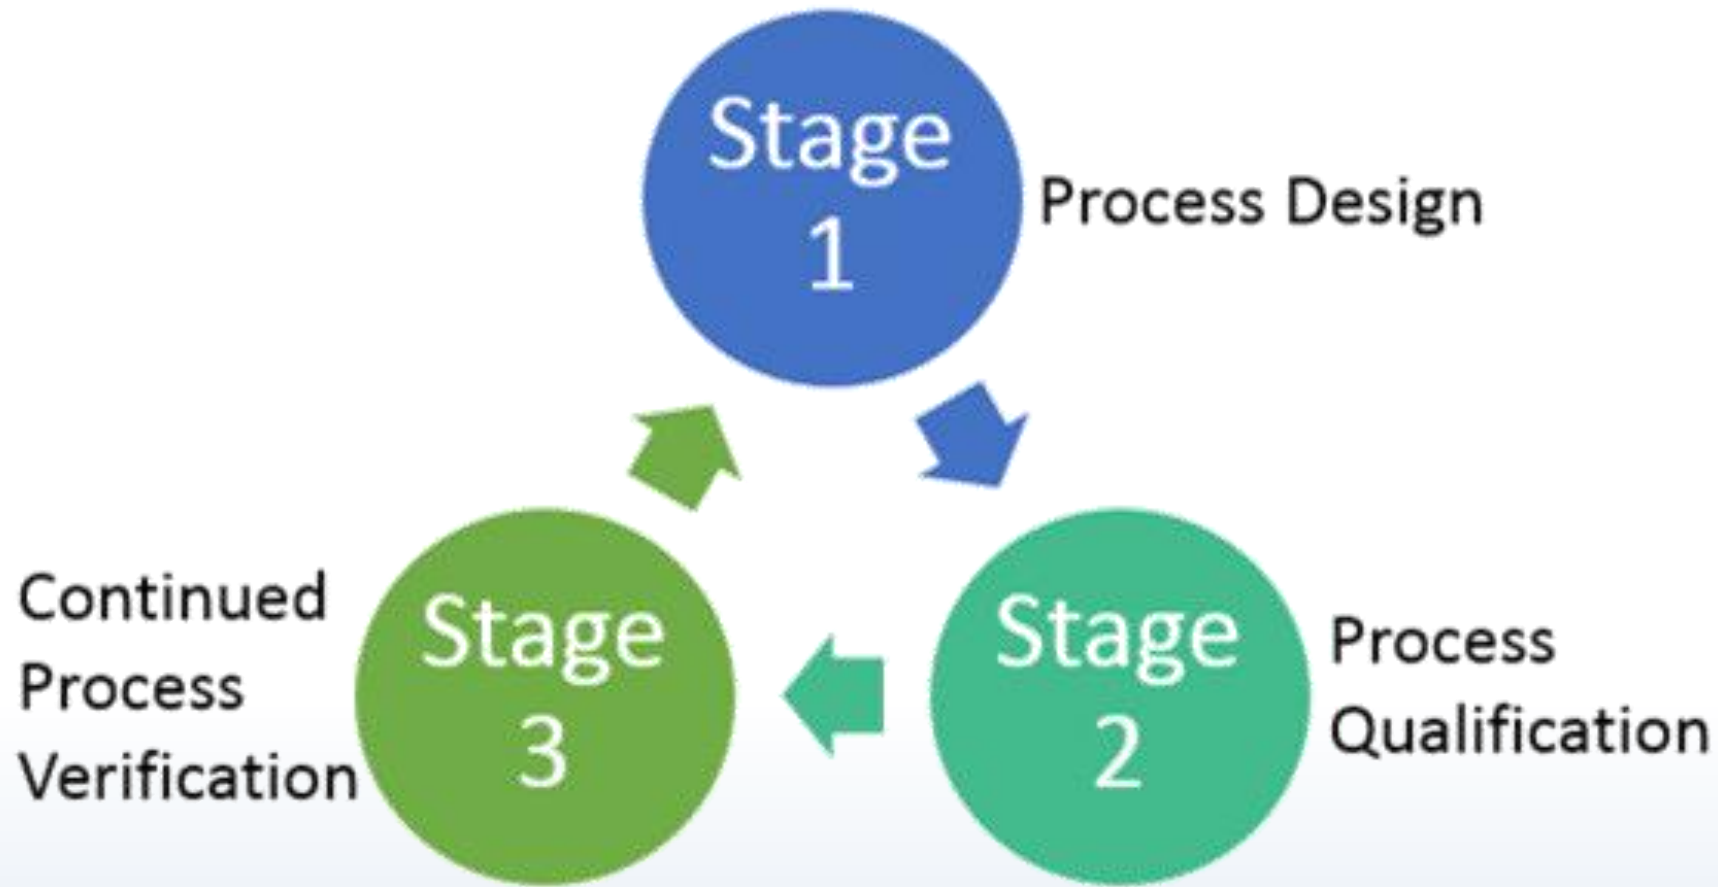 Stage
1
Process Design
Stage
2
Process
Qualification
Stage
3
Continued
Process
Verification